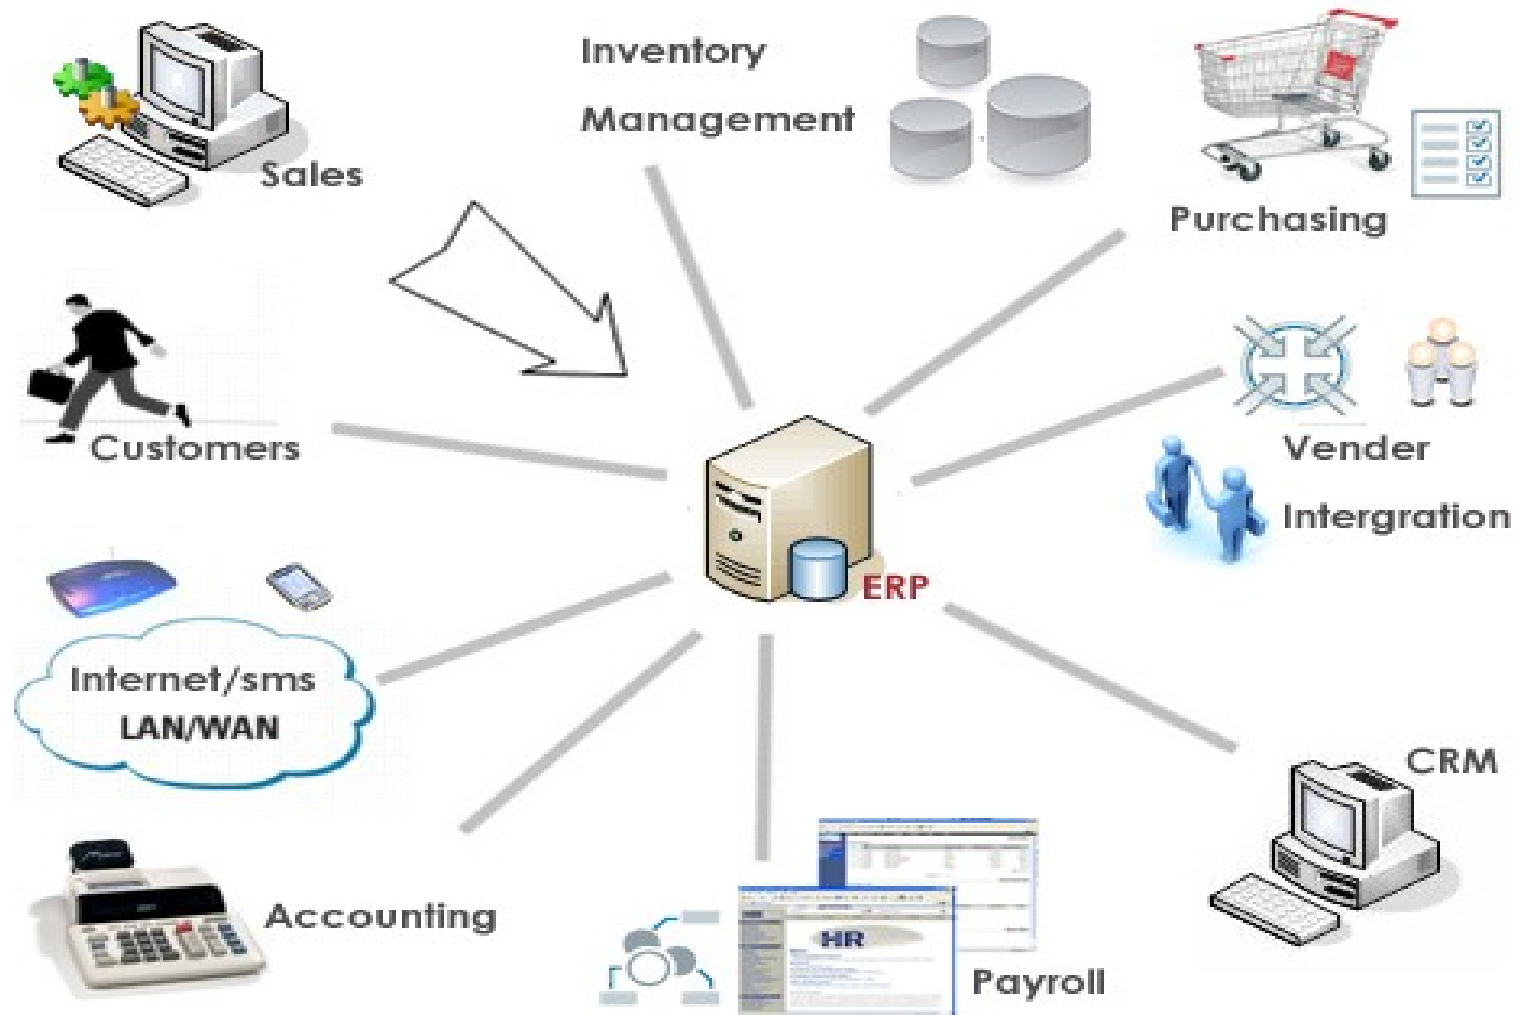 Sales
Inventory
Management
Purchasing
Customers
Vender
Intergration
ERP
Internet/sms
LAN/WAN
CRM
Accounting
HR
Payroll